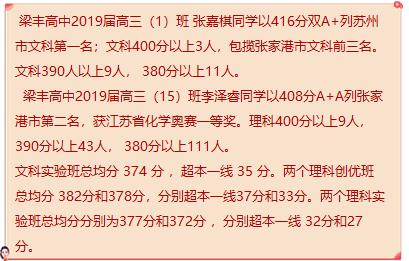 梁丰高中2019届高三（1）班 张嘉棋同学以416分双A+列苏州
市文科第一名；文科400分以上3人，包揽张家港市文科前三名。
文科390人以上9人， 380分以上11人。
梁丰高中2019届高三（15）班李泽睿同学以408分A+A列张家
港市第二名，获江苏省化学奥赛一等奖。理科400分以上9人，
390分以上43人， 380分以上111人。
文科实验班总均分 374 分 ，超本一线 35 分。两个理科创优班
总均分 382分和378分，分别超本一线37分和33分。两个理科实
验班总均分分别为377分和372分 ，分别超本一线 32分和27
分。